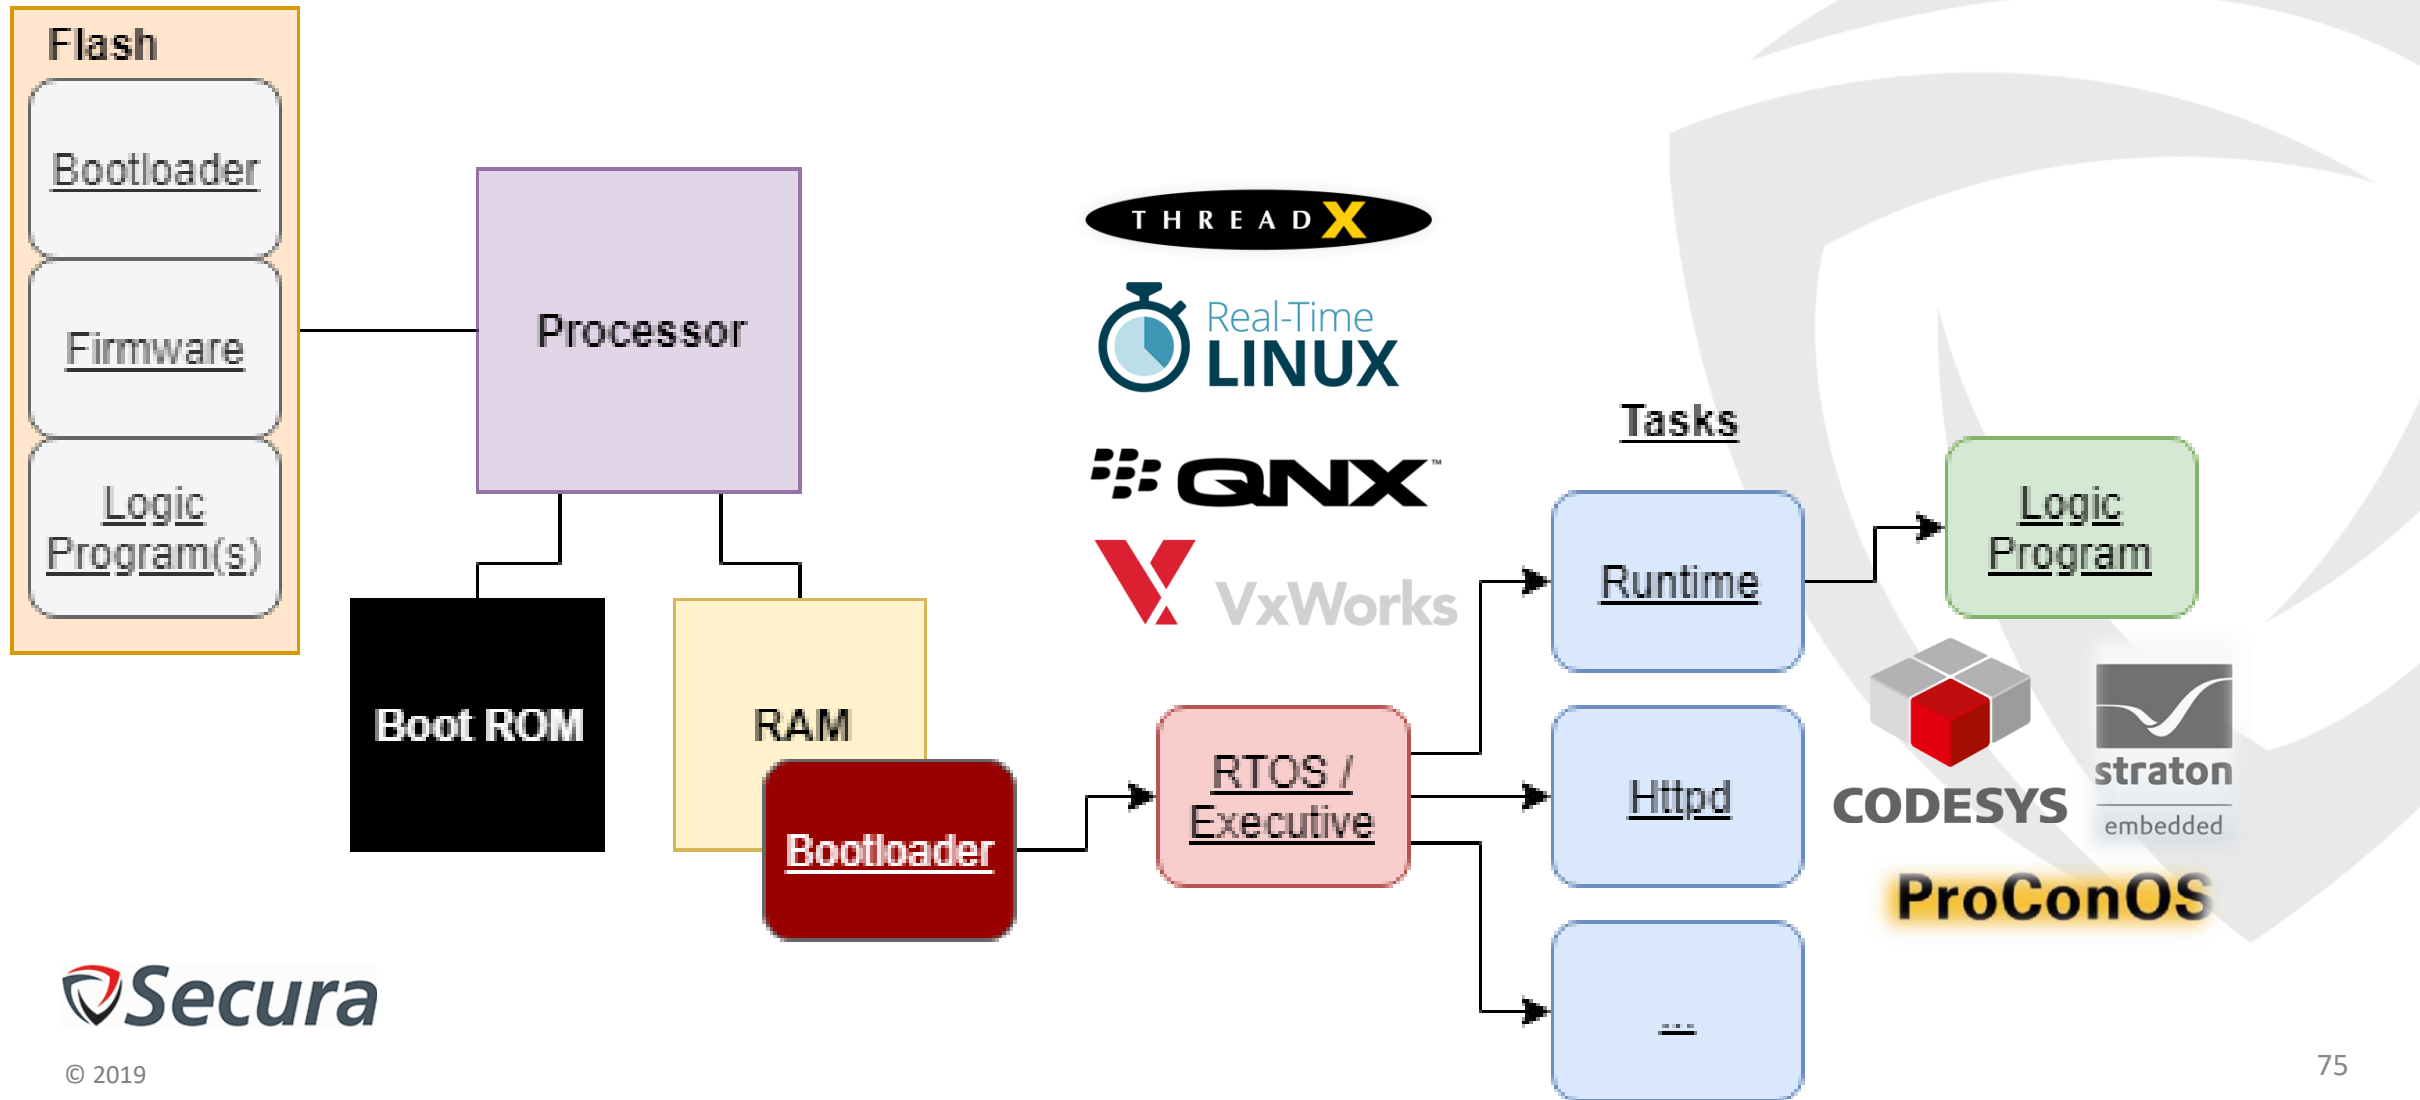 Flash
Bootloader
Firmware
Logic
Program(s)
Processor
Boot ROM
RAM
Bootloader
THREADX
Real-Time
LINUX
QNX™
VxWorks
RTOS /
Executive
Tasks
Runtime
Httpd
...
Logic
Program
CODESYS
straton
embedded
ProConOS
Secura
© 2019
75